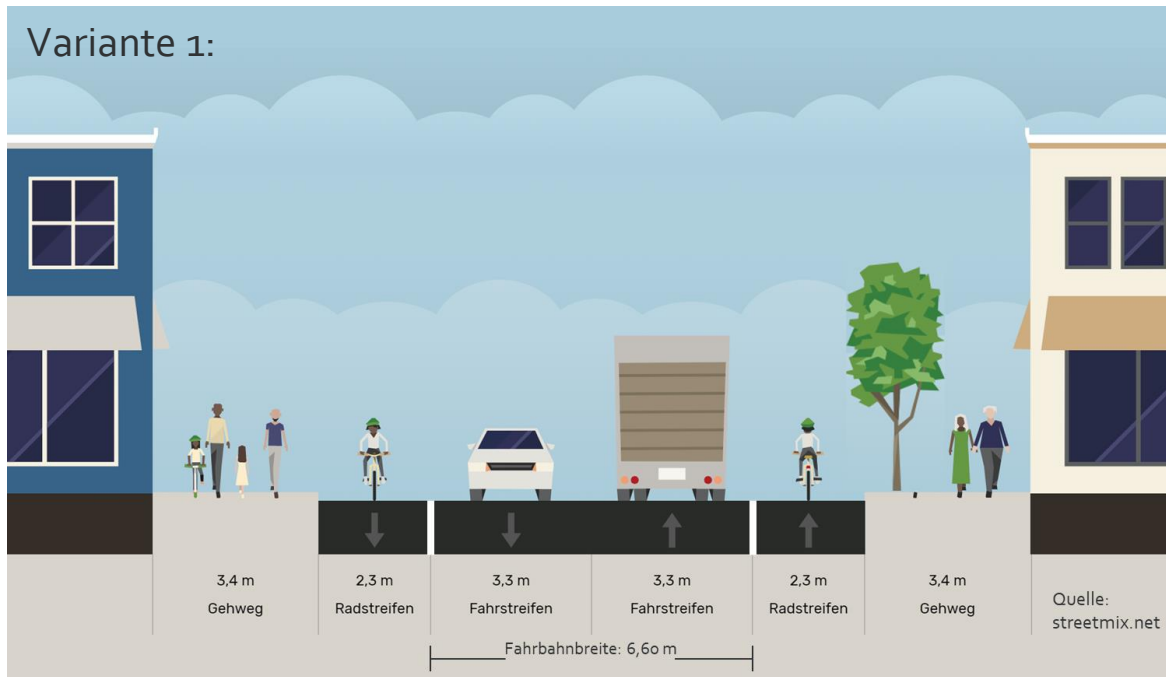 Variante 1:
3,4 m
Gehweg
2,3 m
Radstreifen
3,3 m
Fahrstreifen
3,3 m
Fahrstreifen
2,3 m
Radstreifen
3,4 m
Gehweg
Quelle:
streetmix.net
Fahrbahnbreite: 6,60 m